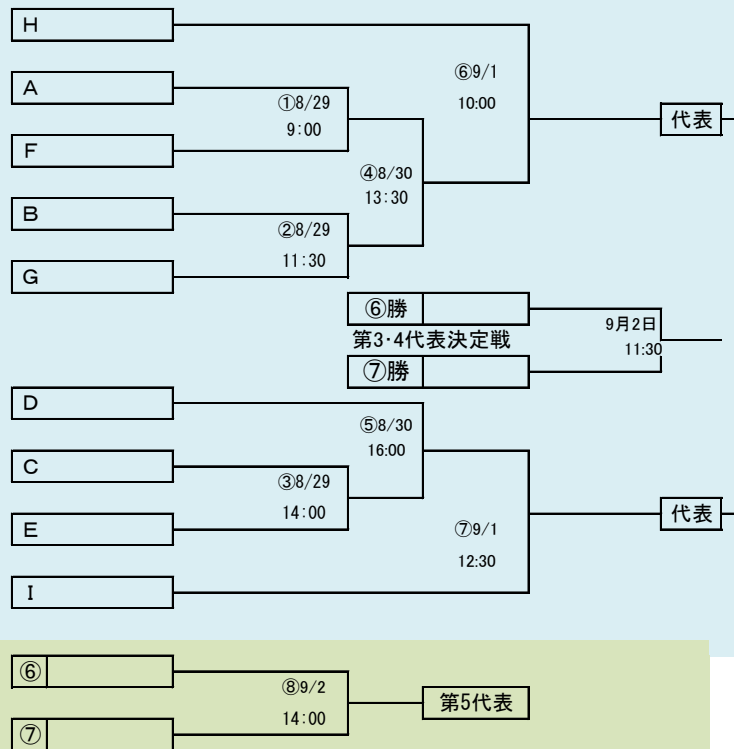 H
⑥9/1
A
①8/29
10:00
9:00
代表
F
④8/30
13:30
B
②8/29
11:30
G
⑥勝
9月2日
第3･4代表決定戦
11:30
⑦勝
D
⑤8/30
16:00
C
③8/29
14:00
代表
E
⑦9/1
12:30
I
⑥
⑧9/2
第5代表
14:00
⑦